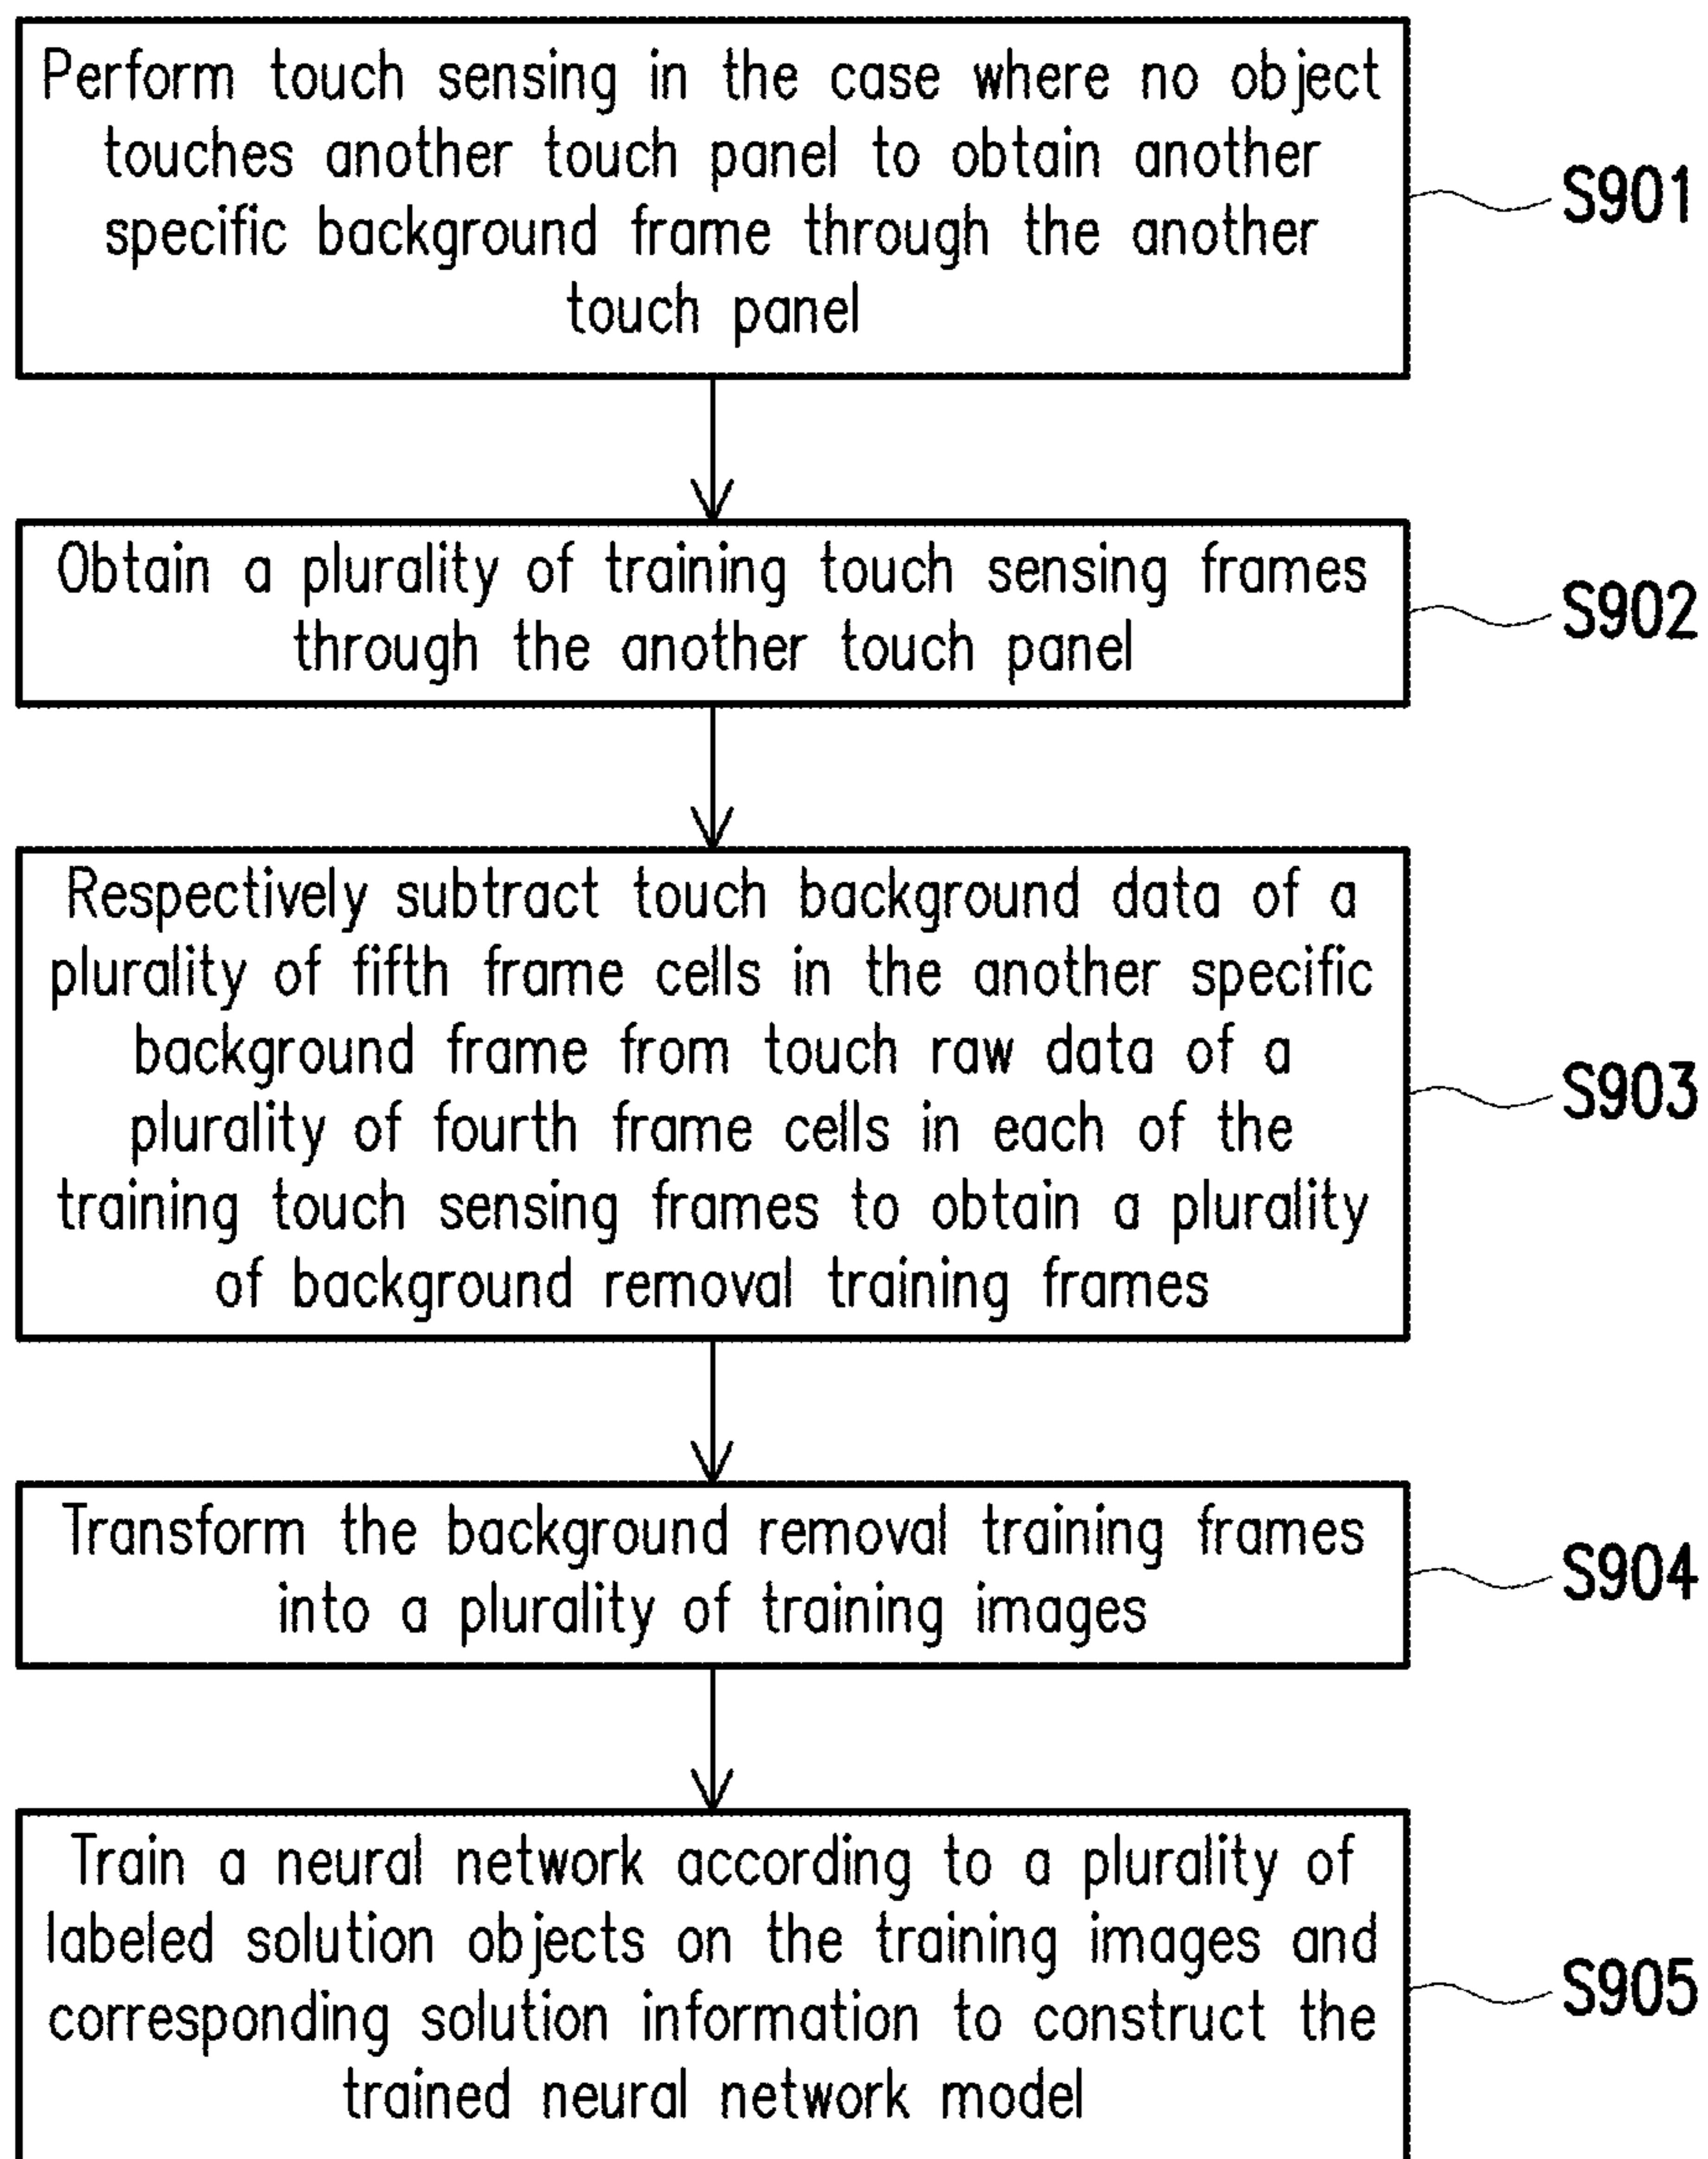 Perform touch sensing in the case where no object
touches another touch panel to obtain another
specific background frame through the another
touch panel
S901
Obtain a plurality of training touch sensing frames
through the another touch panel
S902
Respectively subtract touch background data of a
plurality of fifth frame cells in the another specific
background frame from touch raw data of a
plurality of fourth frame cells in each of the
training touch sensing frames to obtain a plurality
of background removal training frames
S903
Transform the background removal training frames
into a plurality of training images
S904
Train a neural network according to a plurality of
labeled solution objects on the training images and
corresponding solution information to construct the
trained neural network model
S905